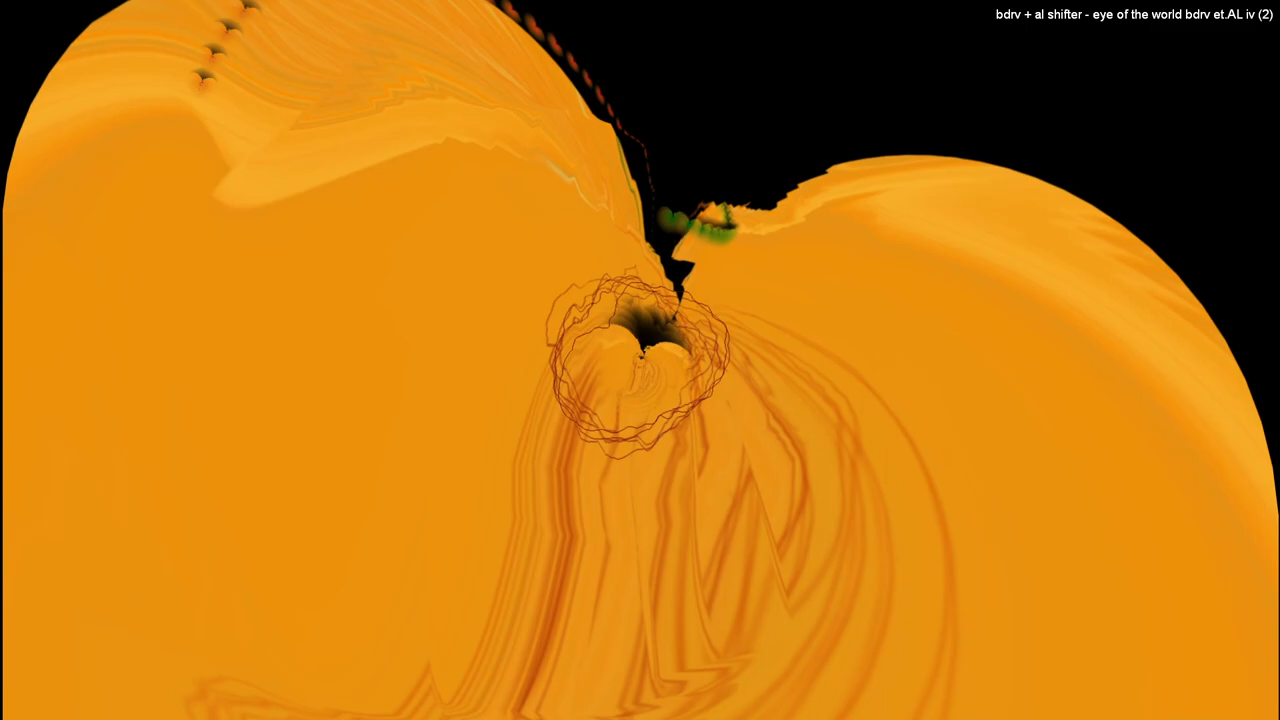 bdrv + al shifter - eye of the world bdrv et.AL iv (2)